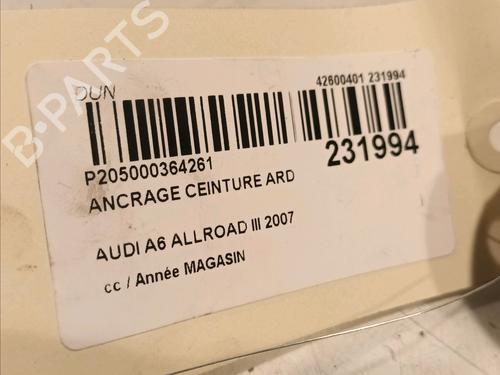 DUN
42600401 231994
P205000364261
231994
ANCRAGE CEINTURE ARD
AUDI A6 ALLROAD III 2007
cc / Année MAGASIN
B-PARTS